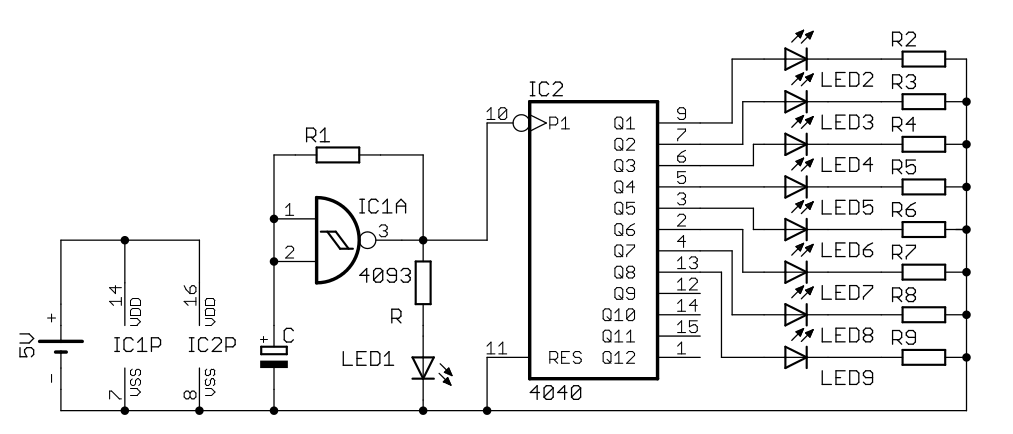 R2
LED2
R3
LED3
R4
LED4
R5
LED5
R6
LED6
R7
LED7
R8
LED8
R9
LED9
IC2
10
P1
Q1 9
Q2 7
Q3 6
Q4 5
Q5 3
Q6 2
Q7 4
Q8 13
Q9 12
Q10 14
Q11 15
Q12 1
11
RES
4040
R1
IC1A
1
2
3
4093
R
LED1
+
C
+
5V
-
14
VDD
IC1P
7
VSS
16
VDD
IC2P
8
VSS